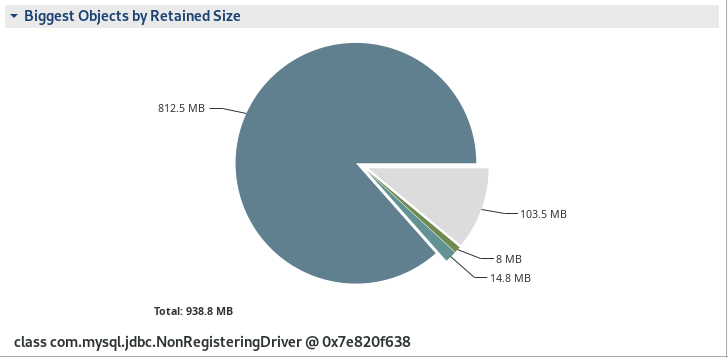 Biggest Objects by Retained Size
812.5 MB
103.5 MB
8 MB
14.8 MB
Total: 938.8 MB
class com.mysql.jdbc.NonRegisteringDriver @ 0x7e820f638